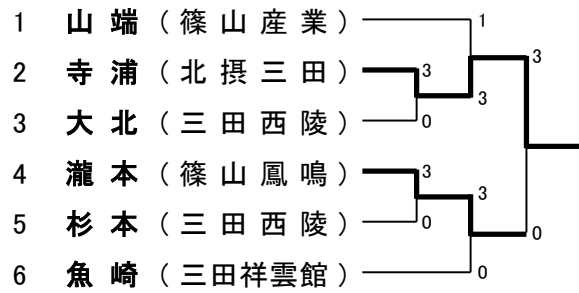 1 山端 (篠山産業) 1
2 寺浦 (北摂三田) 3 3 3
3 大北 (三田西陵) 0
4 瀧本 (篠山鳳鳴) 3 3
5 杉本 (三田西陵) 0 0
6 魚崎 (三田祥雲館) 0